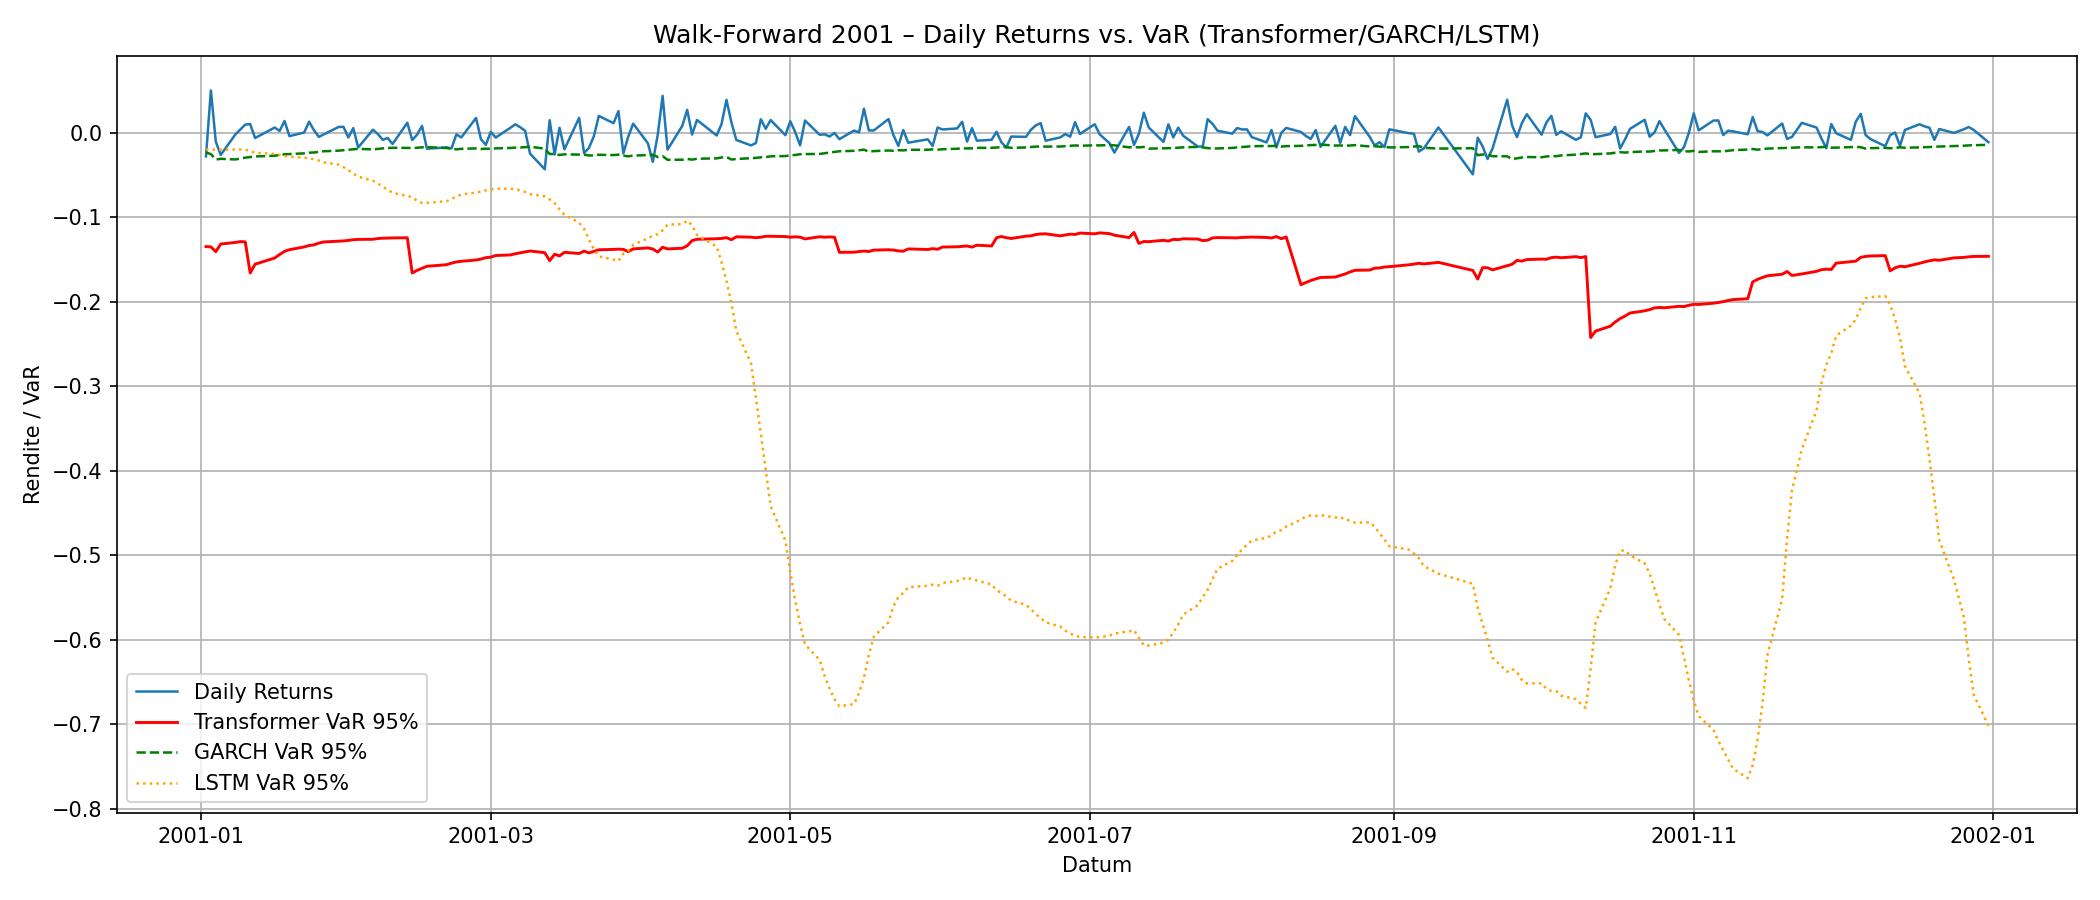 Walk-Forward 2001 – Daily Returns vs. VaR (Transformer/GARCH/LSTM)
Rendite / VaR
0.0
−0.1
−0.2
−0.3
−0.4
−0.5
−0.6
−0.7
−0.8
Daily Returns
Transformer VaR 95%
GARCH VaR 95%
LSTM VaR 95%
2001-01 2001-03 2001-05 2001-07 2001-09 2001-11 2002-01
Datum